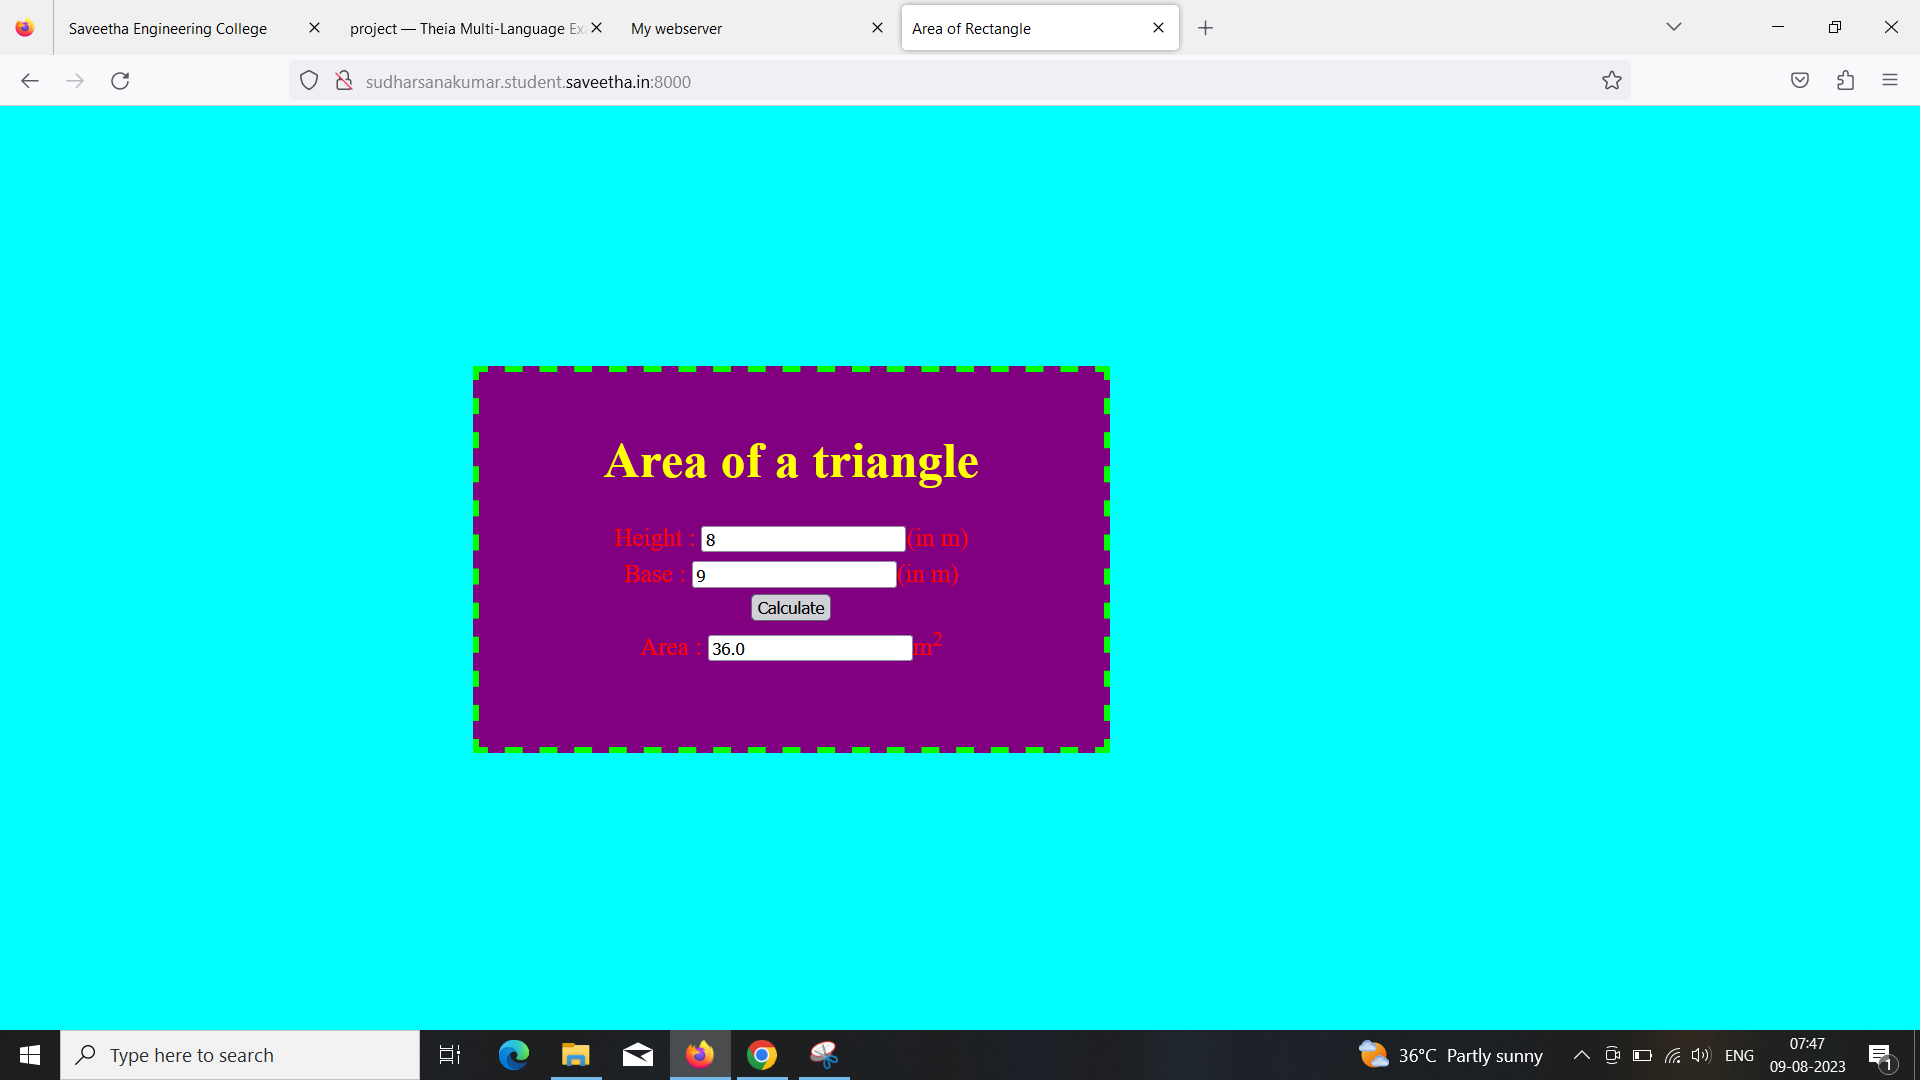 Saveetha Engineering College
project — Theia Multi-Language Ex
My webserver
Area of Rectangle
sudharsanakumar.student.saveetha.in:8000
Area of a triangle
Height : 8 (in m)
Base : 9 (in m)
Calculate
Area : 36.0 m²
Type here to search
36°C Partly sunny
ENG
07:47
09-08-2023
1